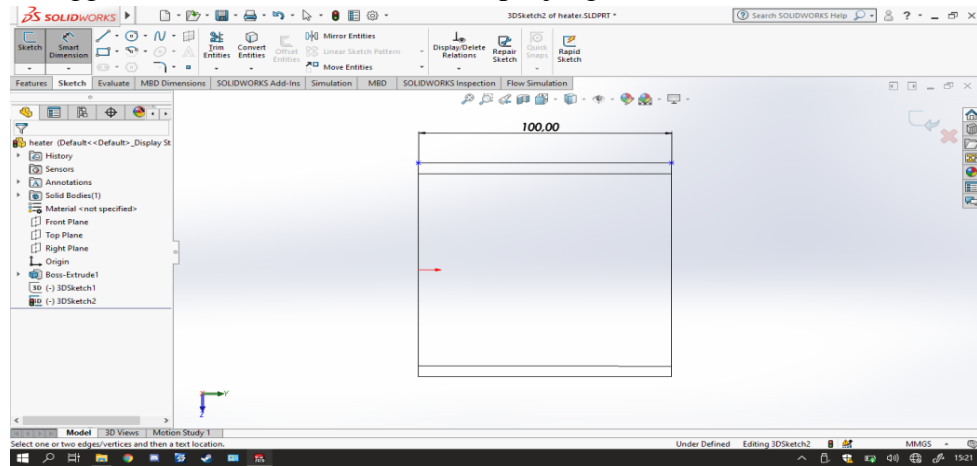 SOLIDWORKS
3DSketch2 of heater.SLDPRT *
Search SOLIDWORKS Help
Sketch
Smart Dimension
Trim Entities
Convert Entities
Offset Entities
Mirror Entities
Linear Sketch Pattern
Move Entities
Display/Delete Relations
Repair Sketch
Quick Snaps
Rapid Sketch
Features Sketch Evaluate MBD Dimensions SOLIDWORKS Add-Ins Simulation MBD SOLIDWORKS Inspection Flow Simulation
100,00
heater (Default<<Default>_Display St
History
Sensors
Annotations
Solid Bodies(1)
Material <not specified>
Front Plane
Top Plane
Right Plane
Origin
Boss-Extrude1
3D (-) 3DSketch1
3D (-) 3DSketch2
Y
Z
Model 3D Views Motion Study 1
Select one or two edges/vertices and then a text location.
Under Defined Editing 3DSketch2 MMGS
15:21